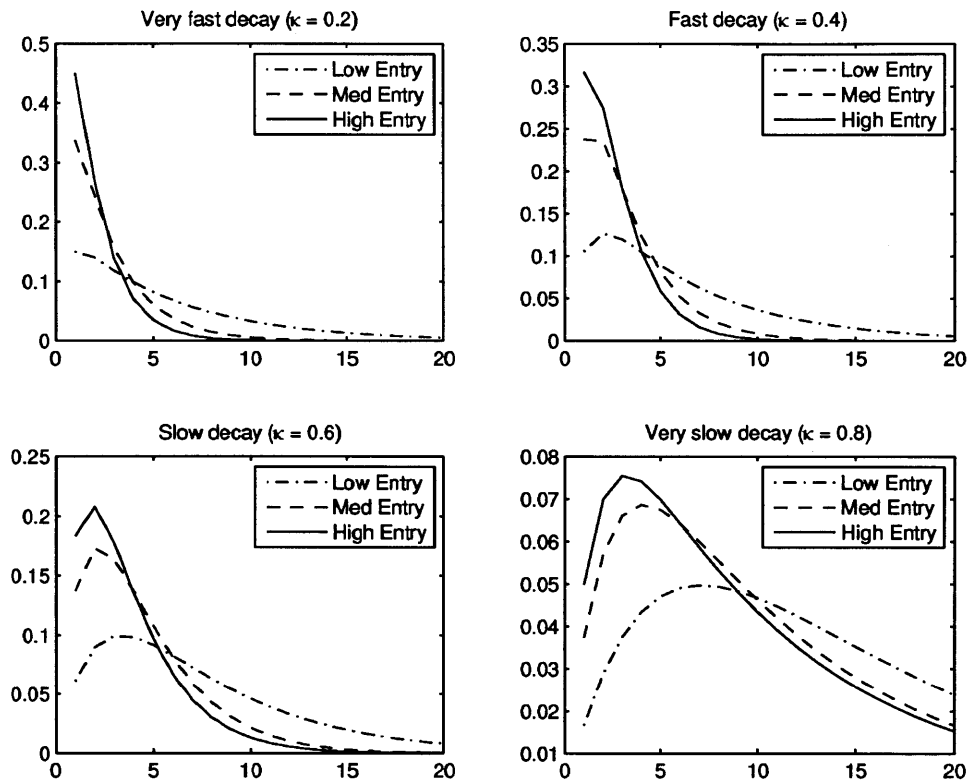 Very fast decay (κ = 0.2)
0.5
0.4
0.3
0.2
0.1
0
0 5 10 15 20
Low Entry
Med Entry
High Entry
Fast decay (κ = 0.4)
0.35
0.3
0.25
0.2
0.15
0.1
0.05
0
0 5 10 15 20
Low Entry
Med Entry
High Entry
Slow decay (κ = 0.6)
0.25
0.2
0.15
0.1
0.05
0
0 5 10 15 20
Low Entry
Med Entry
High Entry
Very slow decay (κ = 0.8)
0.08
0.07
0.06
0.05
0.04
0.03
0.02
0.01
0 5 10 15 20
Low Entry
Med Entry
High Entry